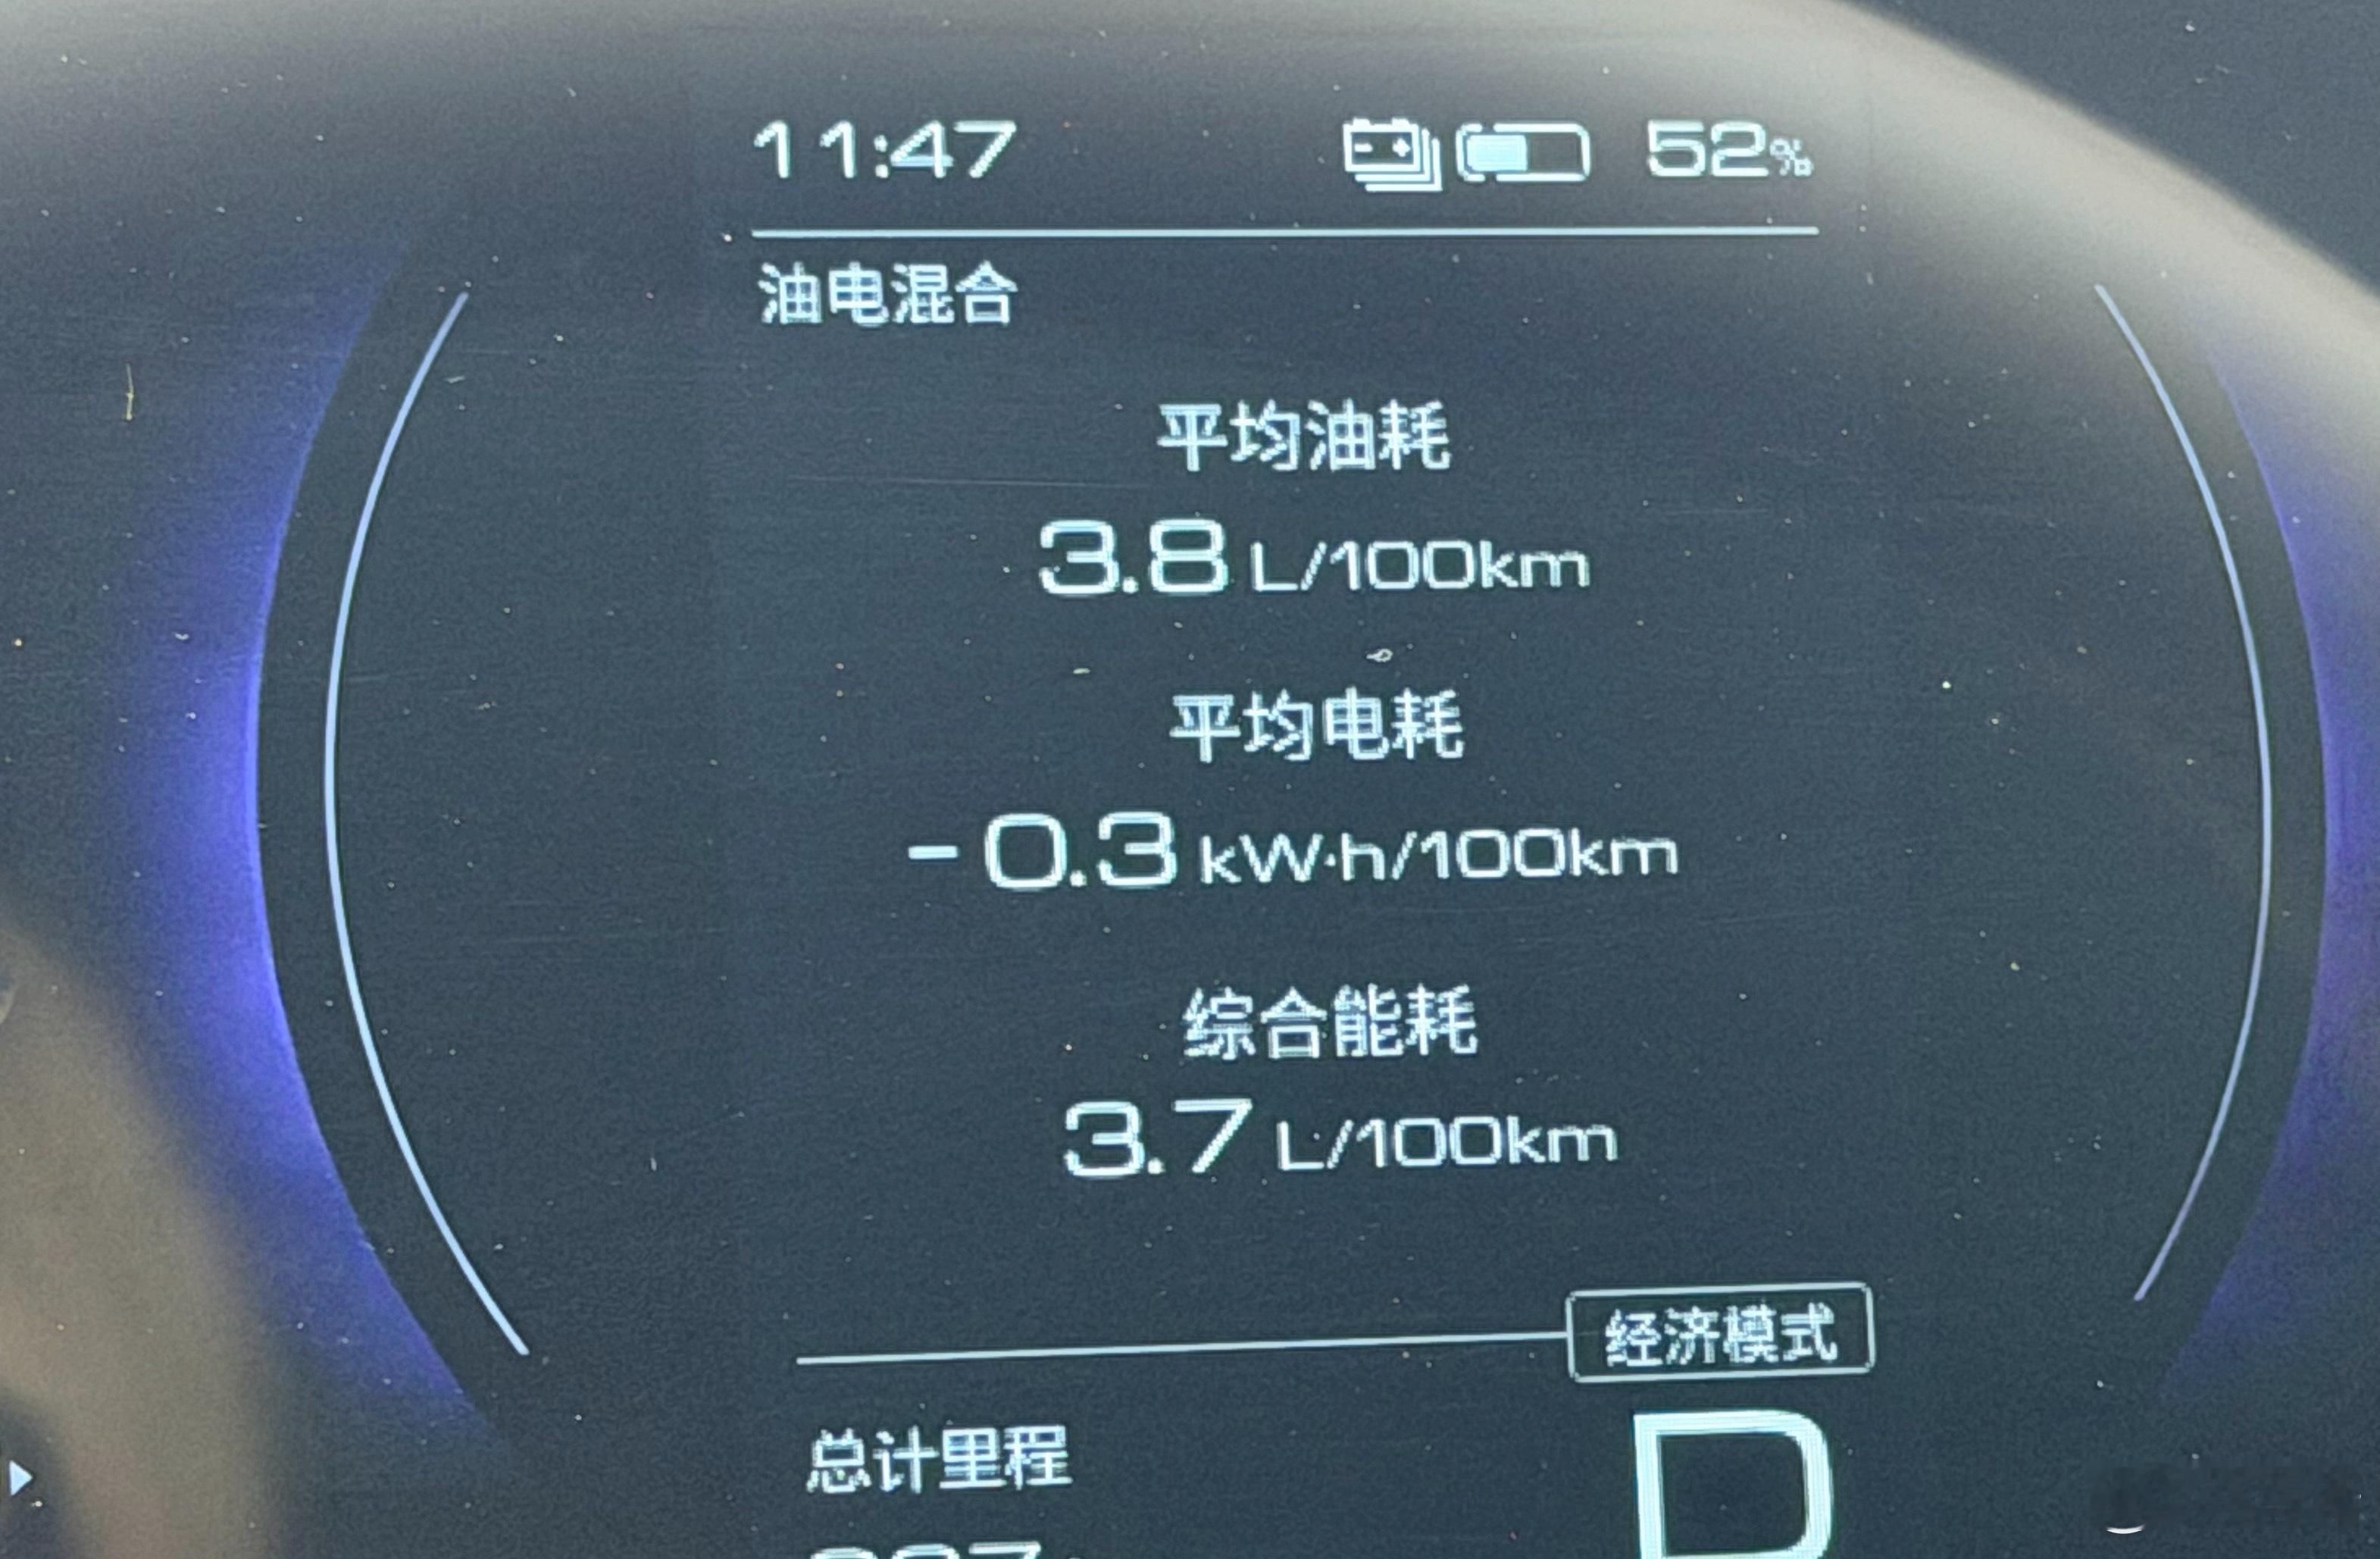 11:47 52%
油电混合
平均油耗
3.8 L/100km
平均电耗
-0.3 kW·h/100km
综合能耗
3.7 L/100km
经济模式
总计里程